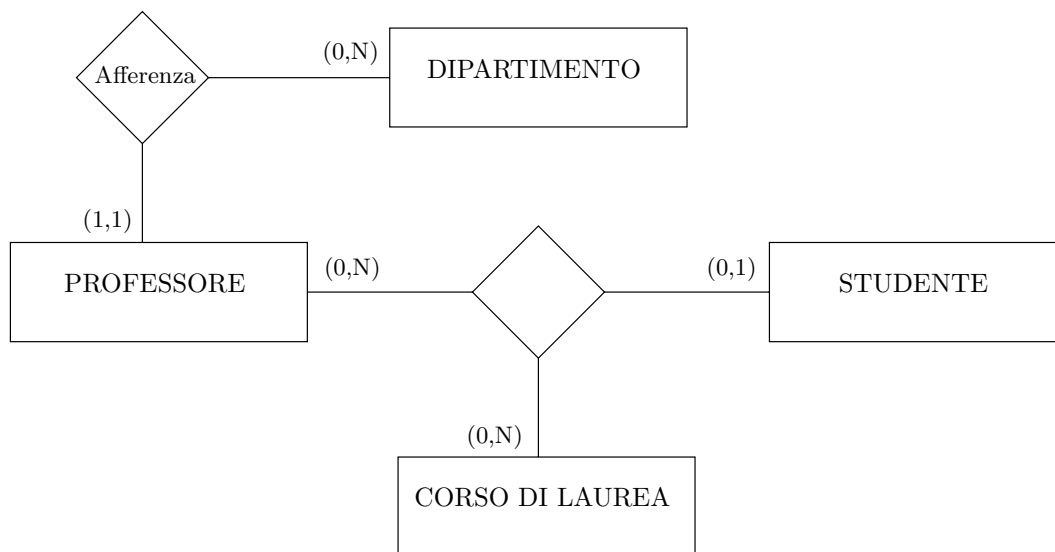 (0,N)
Afferenza
DIPARTIMENTO
(1,1)
PROFESSORE
(0,N)
(0,1)
STUDENTE
(0,N)
CORSO DI LAUREA